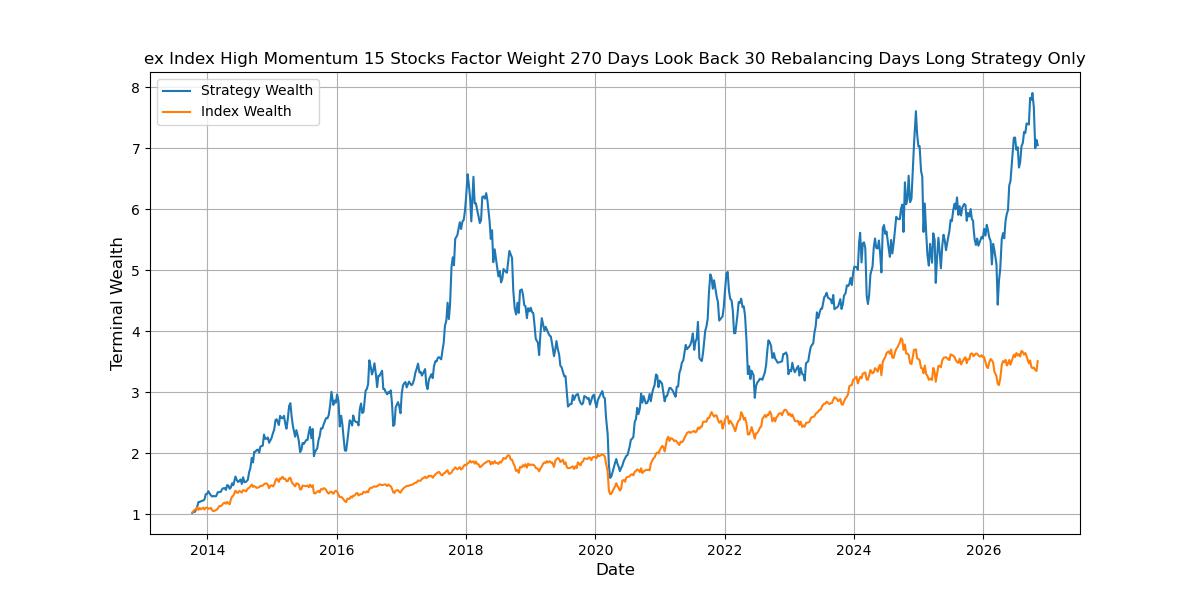 ex Index High Momentum 15 Stocks Factor Weight 270 Days Look Back 30 Rebalancing Days Long Strategy Only
Strategy Wealth
Index Wealth
Terminal Wealth
8
7
6
5
4
3
2
1
2014 2016 2018 2020 2022 2024 2026
Date